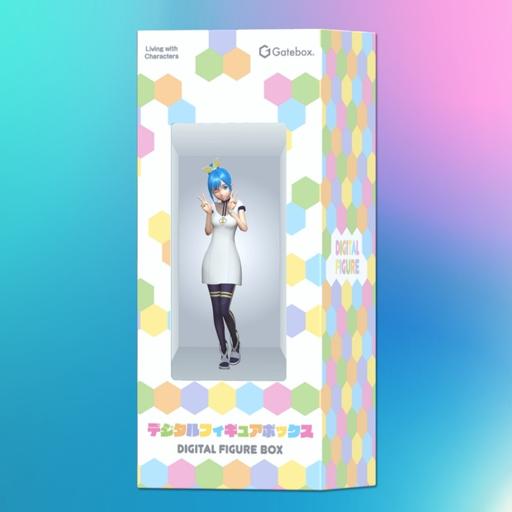 Living with
Characters
Gatebox.
DIGITAL
FIGURE
デジタルフィギュアボックス
DIGITAL FIGURE BOX